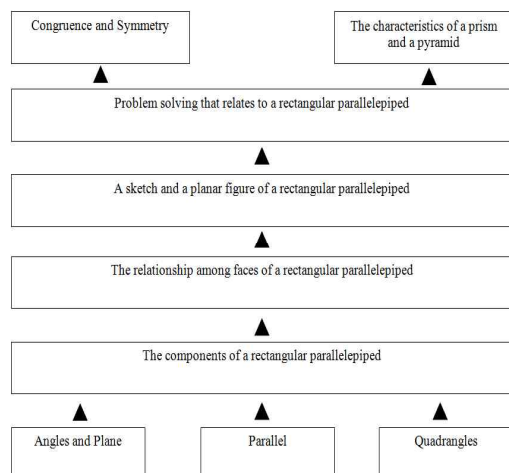 Congruence and Symmetry
The characteristics of a prism
and a pyramid
Problem solving that relates to a rectangular parallelepiped
A sketch and a planar figure of a rectangular parallelepiped
The relationship among faces of a rectangular parallelepiped
The components of a rectangular parallelepiped
Angles and Plane
Parallel
Quadrangles